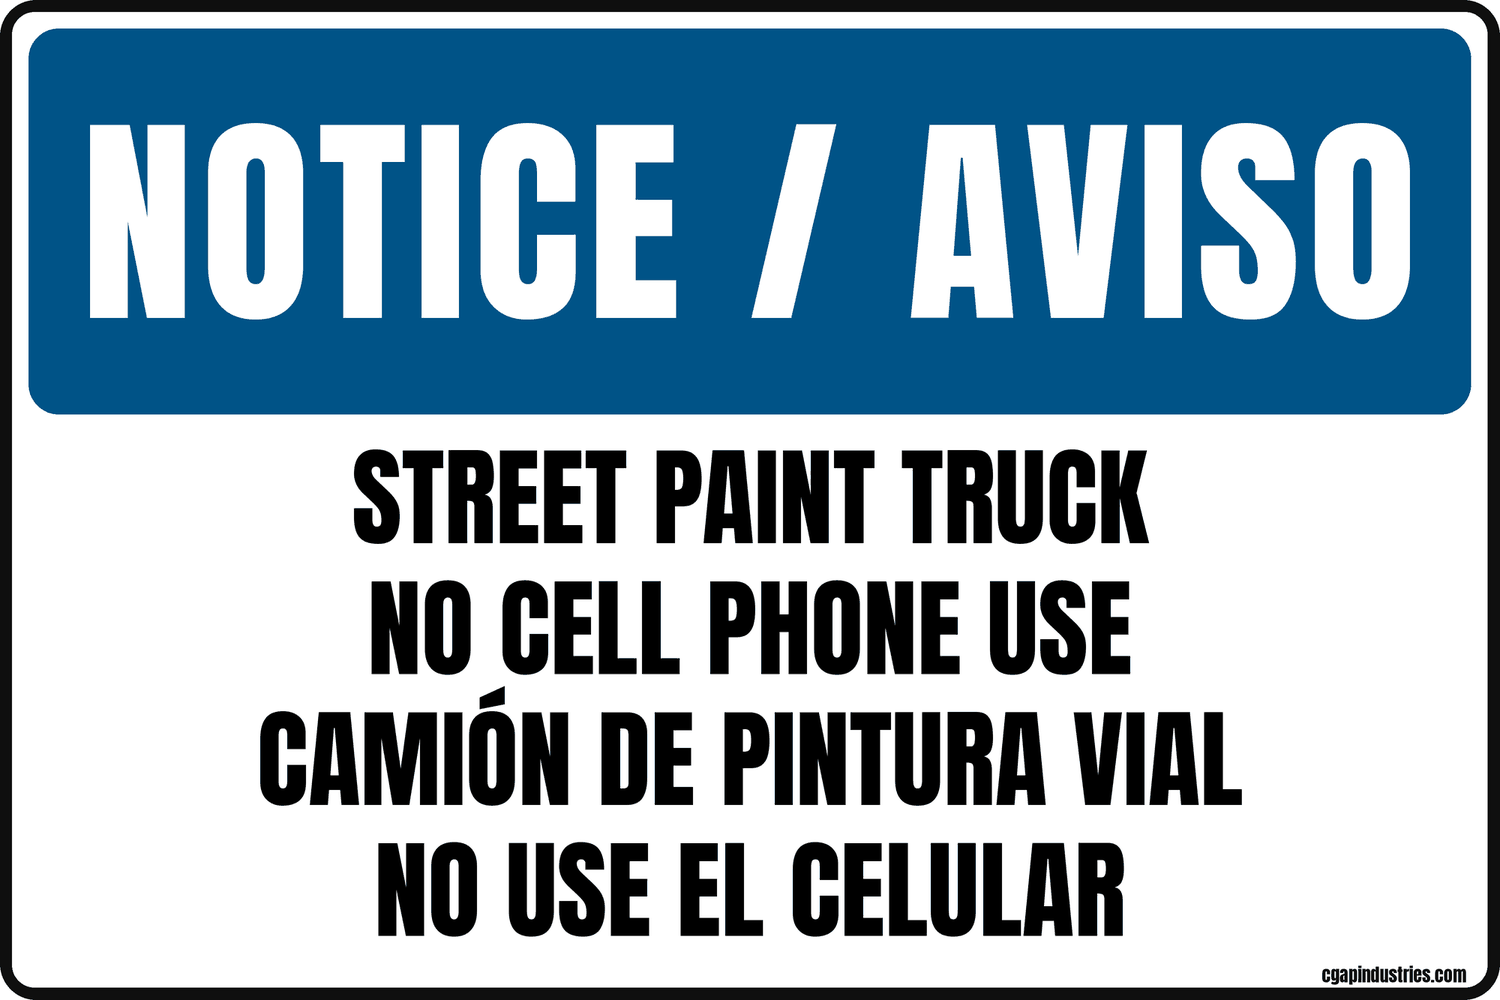 NOTICE / AVISO
STREET PAINT TRUCK
NO CELL PHONE USE
CAMIÓN DE PINTURA VIAL
NO USE EL CELULAR
cgapindustries.com